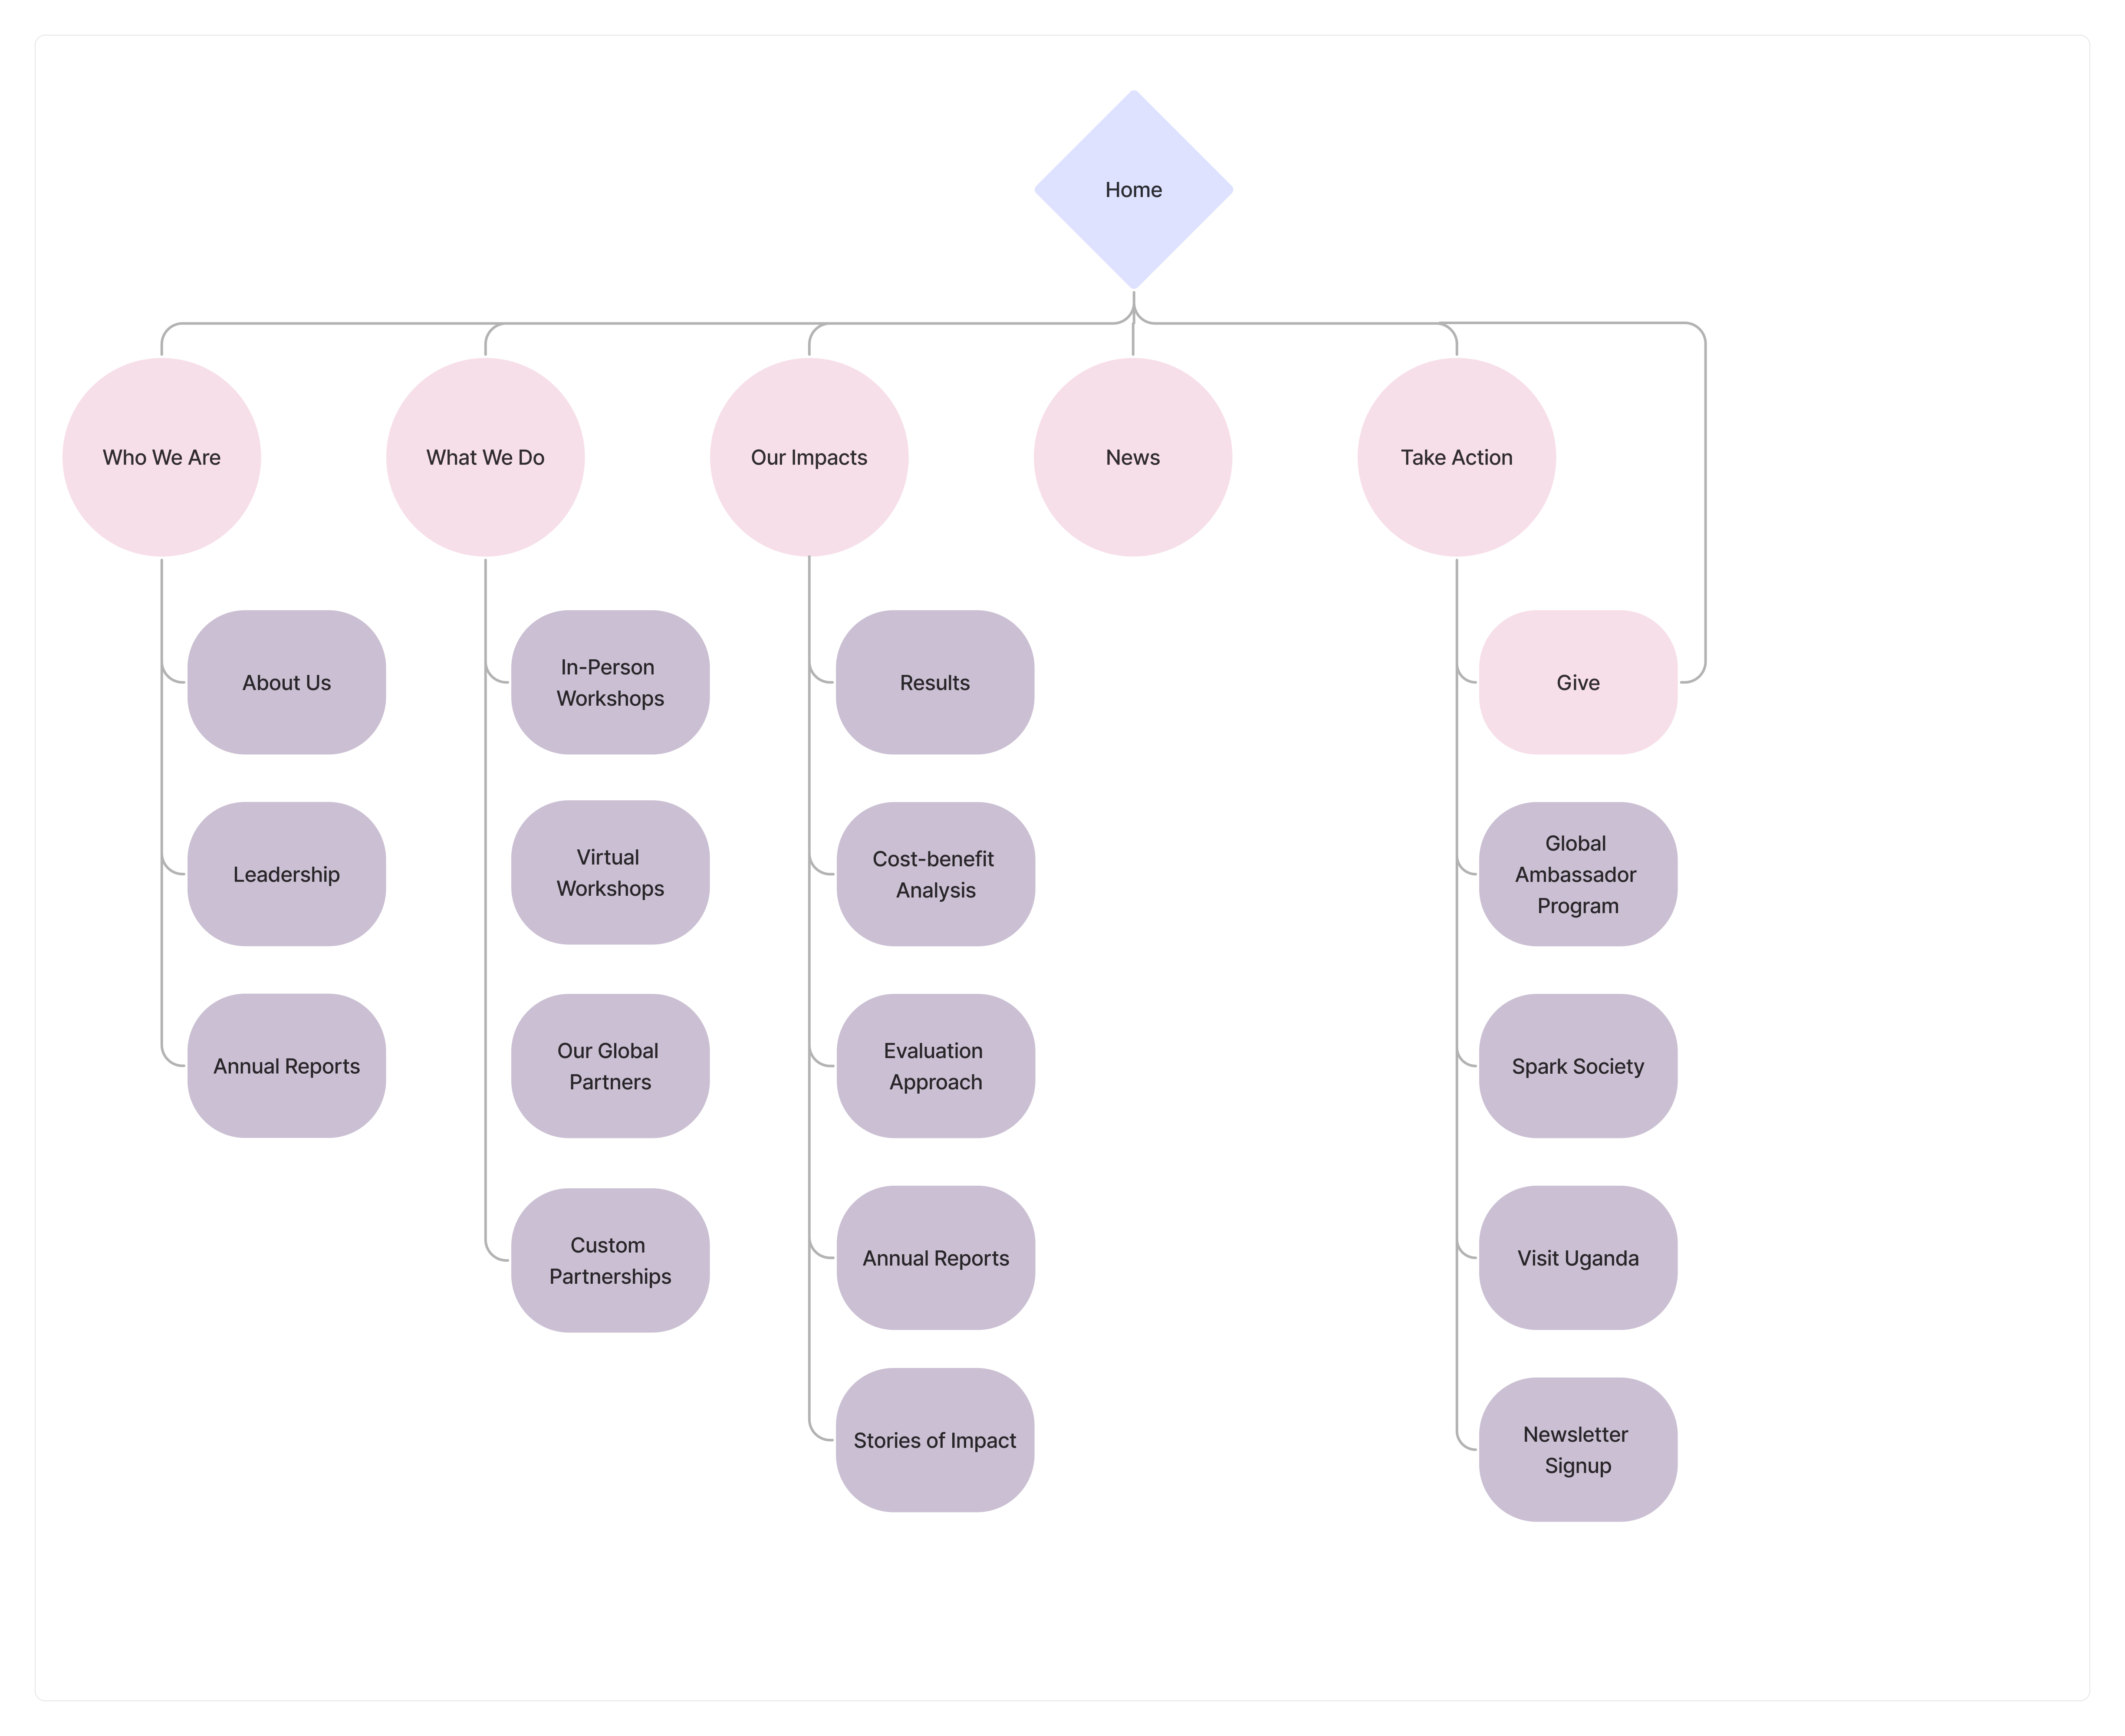 Home
Who We Are
What We Do
Our Impacts
News
Take Action
About Us
Leadership
Annual Reports
In-Person
Workshops
Virtual
Workshops
Our Global
Partners
Custom
Partnerships
Results
Cost-benefit
Analysis
Evaluation
Approach
Annual Reports
Stories of Impact
Give
Global
Ambassador
Program
Spark Society
Visit Uganda
Newsletter
Signup